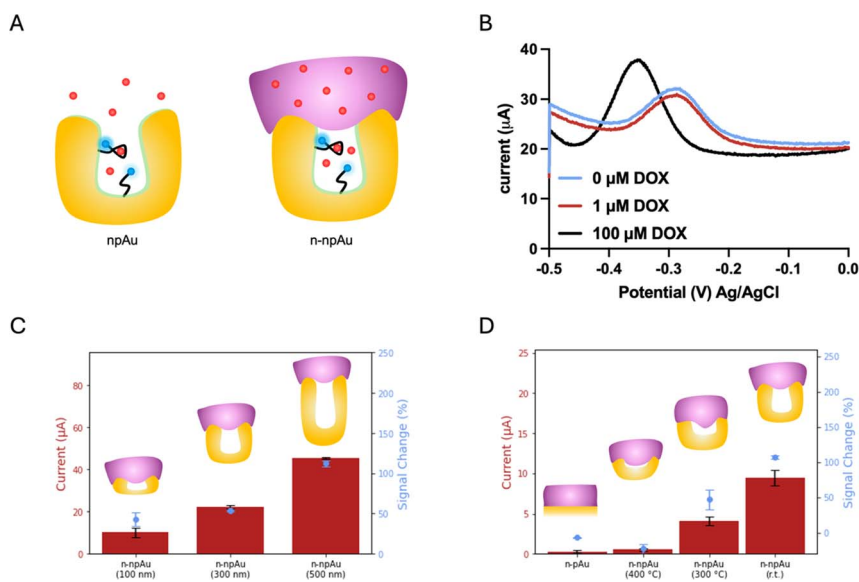 A
npAu
n-npAu
B
current (μA)
40
30
20
10
0
0 μM DOX
1 μM DOX
100 μM DOX
-0.5
-0.4
-0.3
-0.2
-0.1
0.0
Potential (V) Ag/AgCl
C
Current (μA)
80
60
40
20
0
250
200
150
100
50
0
Signal Change (%)
n-npAu
(100 nm)
n-npAu
(300 nm)
n-npAu
(500 nm)
D
Current (μA)
25
20
15
10
5
0
250
200
150
100
50
0
Signal Change (%)
n-pAu
n-npAu
(400 °C)
n-npAu
(300 °C)
n-npAu
(r.t.)